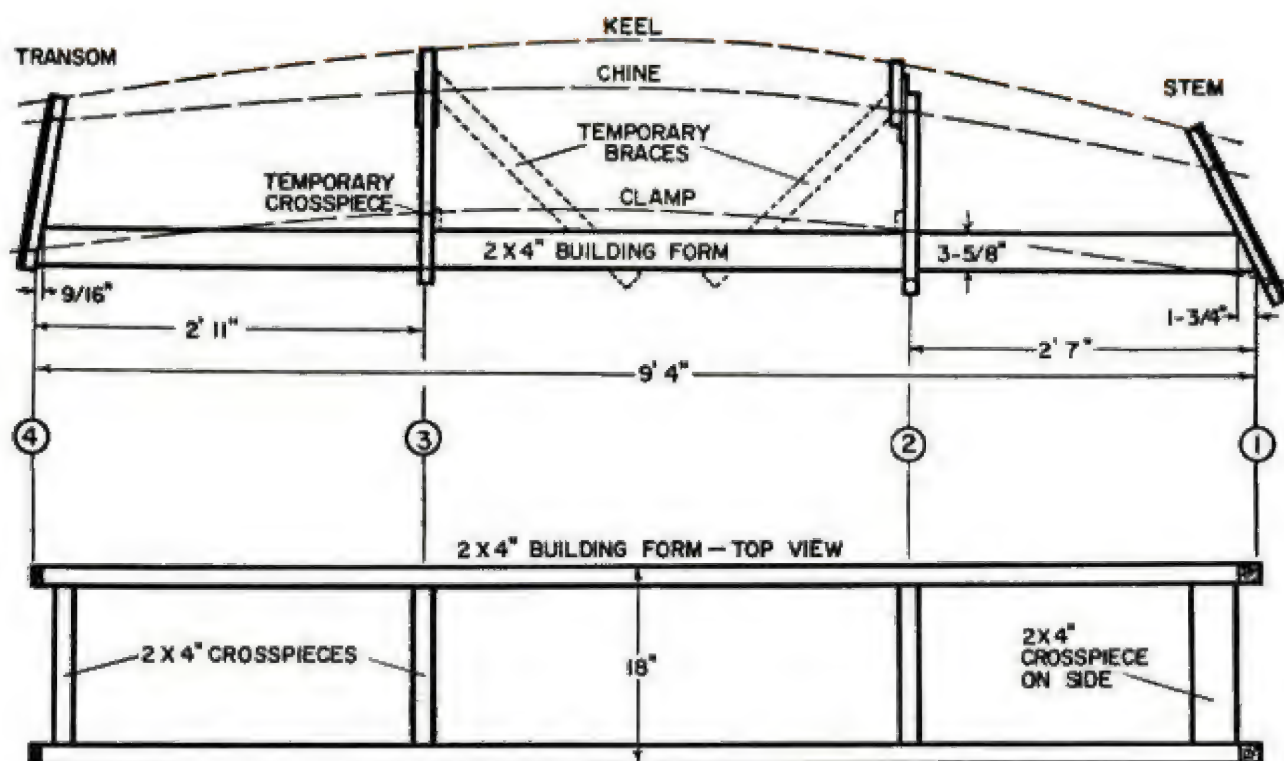 KEEL
TRANSOM
CHINE
STEM
TEMPORARY
BRACES
TEMPORARY
CROSSPIECE
CLAMP
2 X 4" BUILDING FORM
3-5/8"
9/16"
1-3/4"
2' 11"
2' 7"
9' 4"
4
3
2
1
2 X 4" BUILDING FORM — TOP VIEW
2 X 4" CROSSPIECES
18"
2 X 4"
CROSSPIECE
ON SIDE